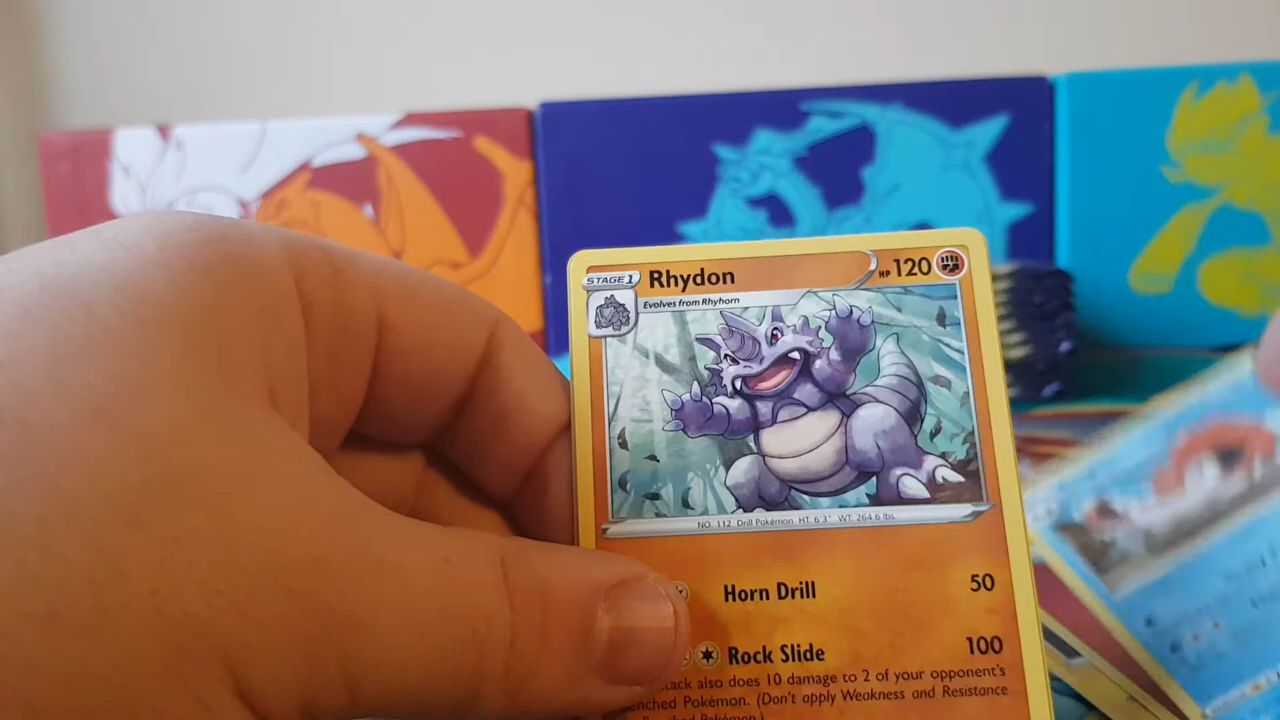 STAGE 1 Rhydon HP 120
Evolves from Rhyhorn
NO. 112 Drill Pokémon HT: 6'3" WT: 264.6 lbs
Horn Drill 50
Rock Slide 100
also does 10 damage to 2 of your opponent's
Pokémon. (Don't apply Weakness and Resistance
Pokémon.)